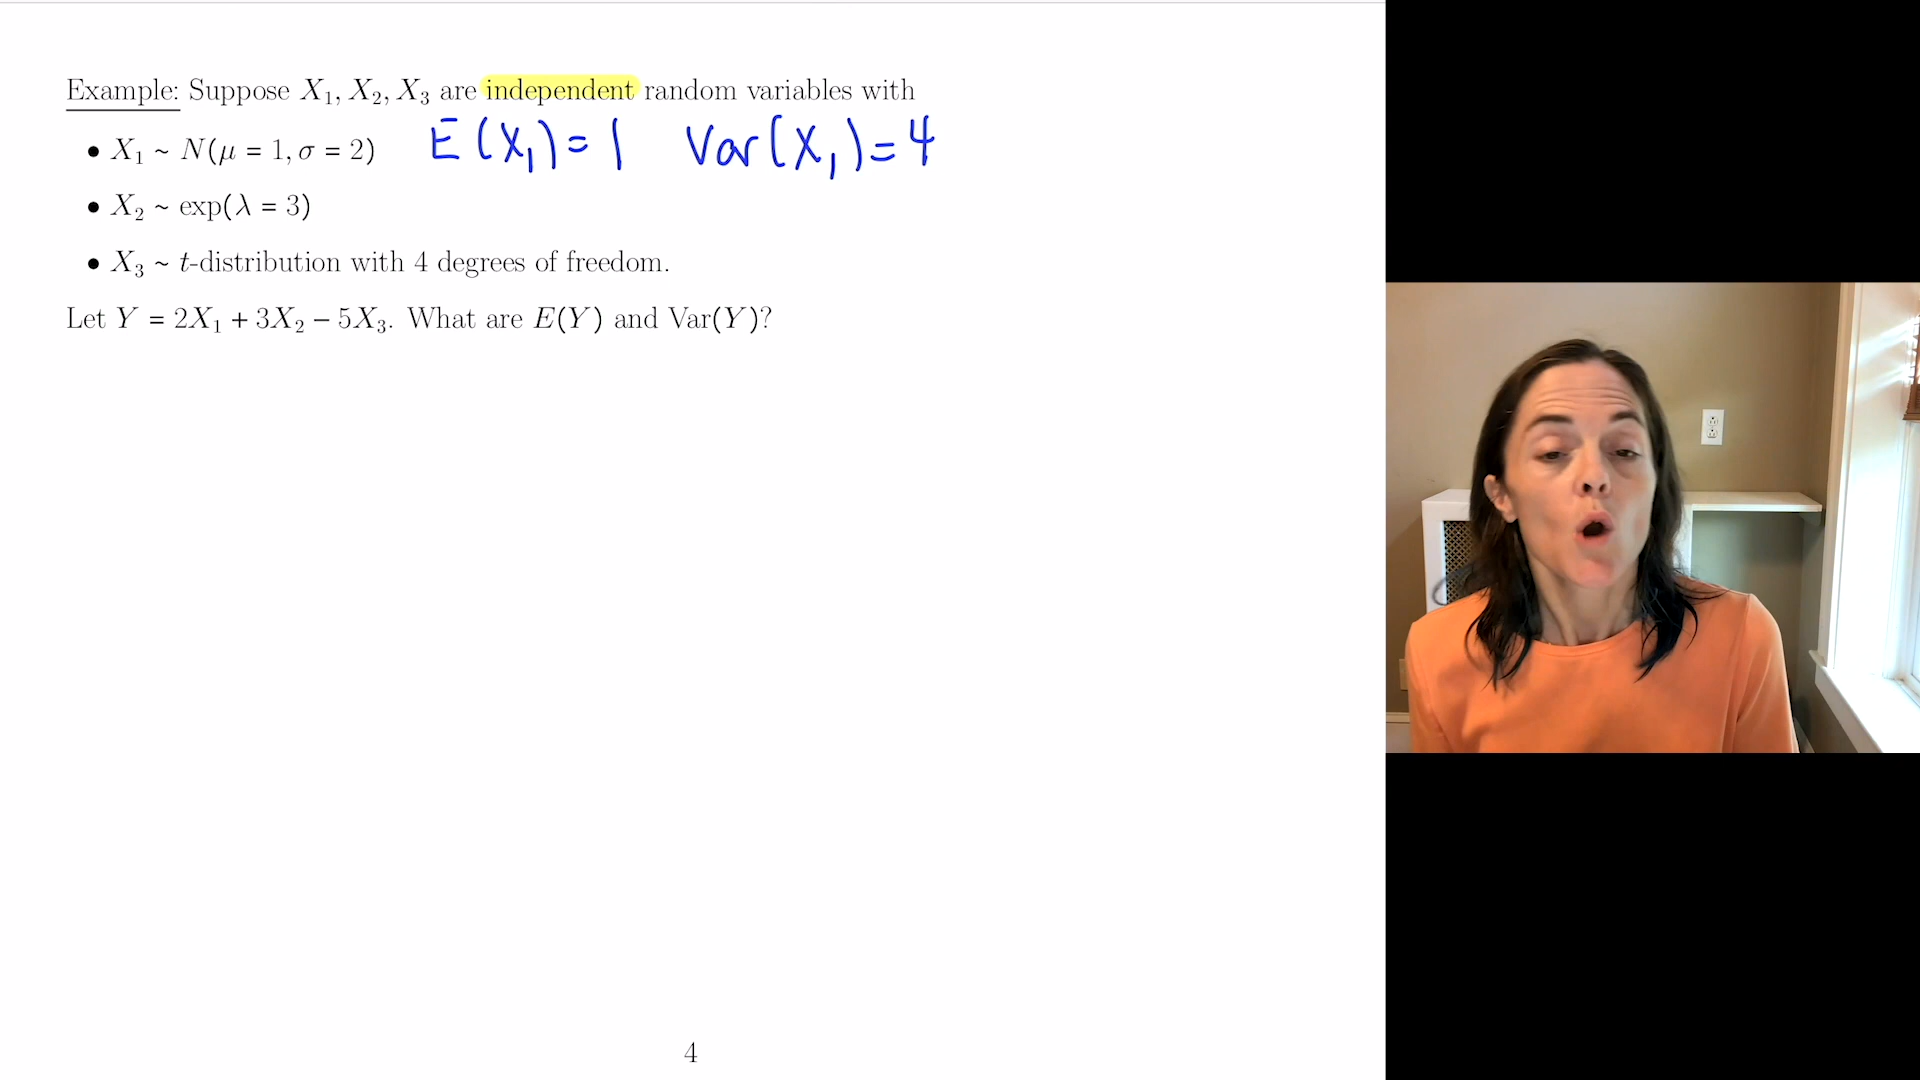 Example: Suppose X₁, X₂, X₃ are independent random variables with
• X₁ ~ N(μ = 1, σ = 2) E(X₁) = 1 Var(X₁) = 4
• X₂ ~ exp(λ = 3)
• X₃ ~ t-distribution with 4 degrees of freedom.
Let Y = 2X₁ + 3X₂ − 5X₃. What are E(Y) and Var(Y)?
4